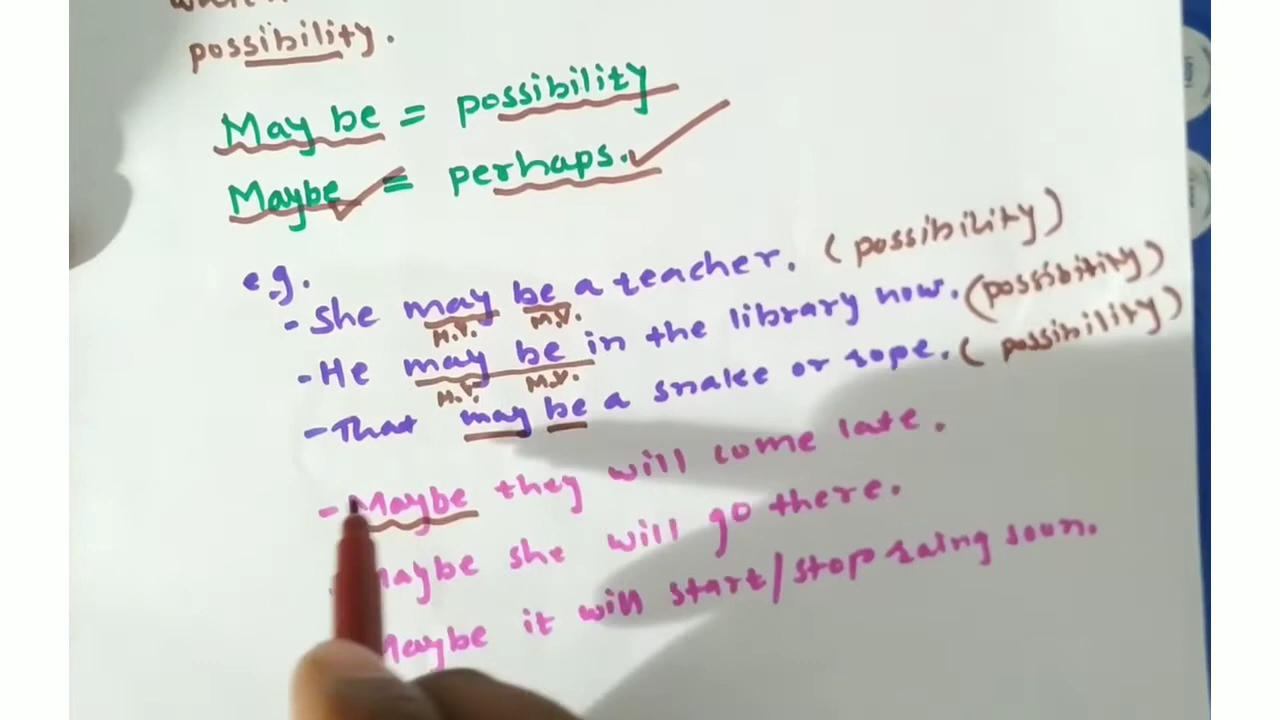 possibility.
May be = possibility
Maybe = perhaps.
e.g.
- She may be a teacher. (possibility)
H.V. M.V.
- He may be in the library now. (possibility)
H.V. M.V.
- That may be a snake or rope. (possibility)
- Maybe they will come late.
Maybe she will go there.
Maybe it will start/stop raing soon.